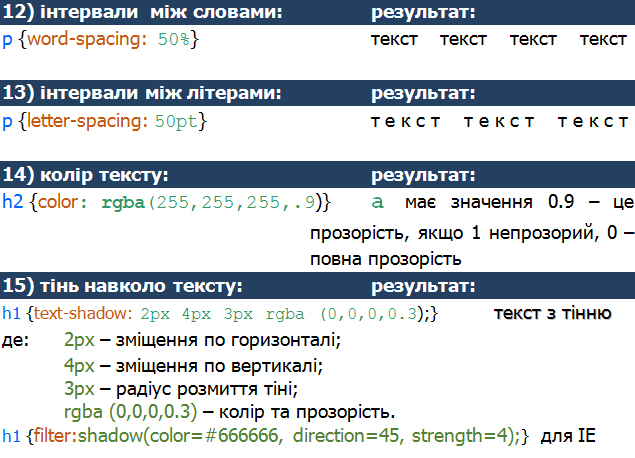 12) інтервали між словами: результат:
p {word-spacing: 50%} текст текст текст текст
13) інтервали між літерами: результат:
p {letter-spacing: 50pt} т е к с т т е к с т т е к с т
14) колір тексту: результат:
h2 {color: rgba(255,255,255,.9)} a має значення 0.9 – це
прозорість, якщо 1 непрозорий, 0 –
повна прозорість
15) тінь навколо тексту: результат:
h1 {text-shadow: 2px 4px 3px rgba (0,0,0,0.3);} текст з тінню
де: 2px – зміщення по горизонталі;
4px – зміщення по вертикалі;
3px – радіус розмиття тіні;
rgba (0,0,0,0.3) – колір та прозорість.
h1 {filter:shadow(color=#666666, direction=45, strength=4);} для IE